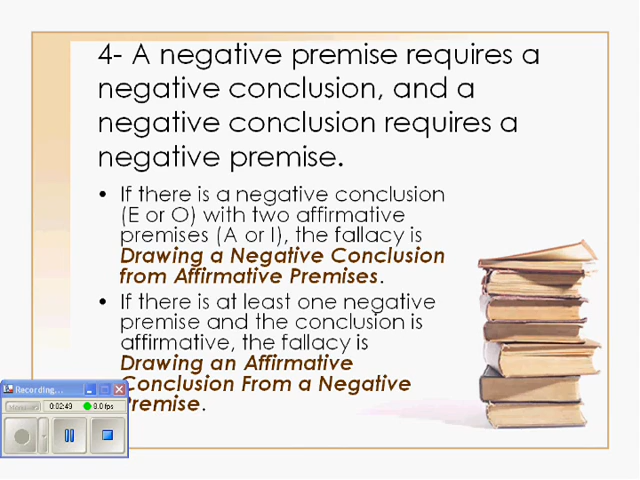 4- A negative premise requires a
negative conclusion, and a
negative conclusion requires a
negative premise.
• If there is a negative conclusion
(E or O) with two affirmative
premises (A or I), the fallacy is
Drawing a Negative Conclusion
from Affirmative Premises.
• If there is at least one negative
premise and the conclusion is
affirmative, the fallacy is
Drawing an Affirmative
Conclusion From a Negative
Premise.
Recording...
0:02:49
0.0 fps